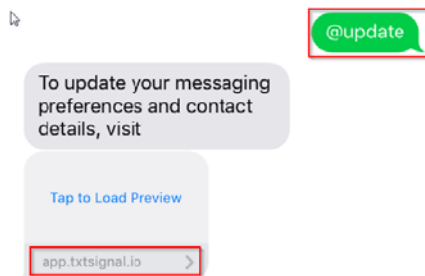 @update
To update your messaging
preferences and contact
details, visit
Tap to Load Preview
app.txtsignal.io